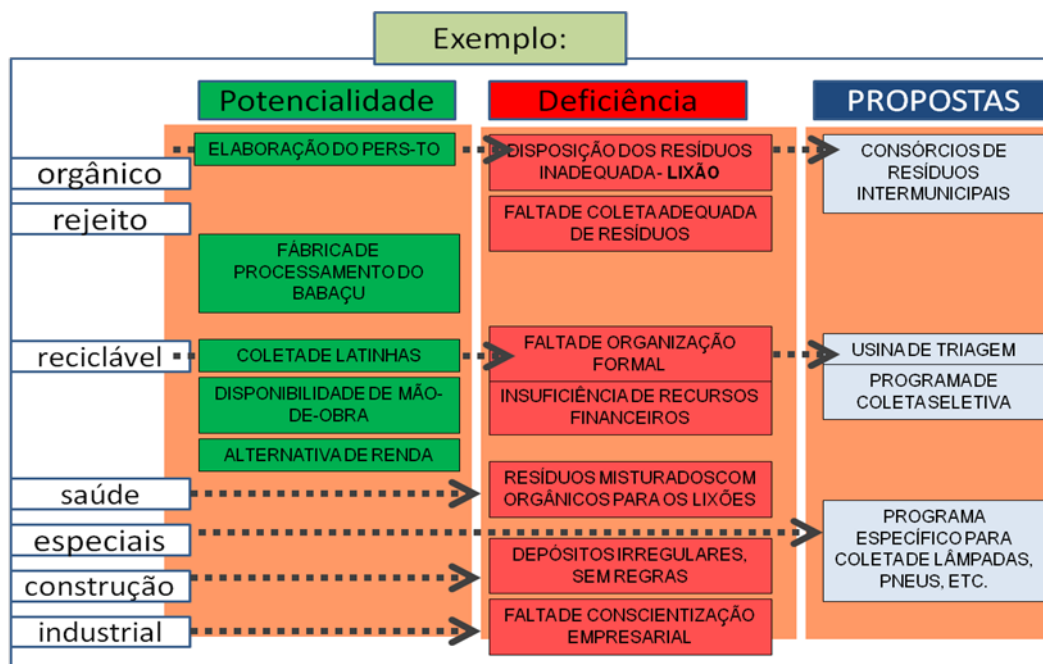 Exemplo:
Potencialidade
Deficiência
PROPOSTAS
orgânico
ELABORAÇÃO DO PERS-TO
DISPOSIÇÃO DOS RESÍDUOS
INADEQUADA- LIXÃO
CONSÓRCIOS DE
RESÍDUOS
INTERMUNICIPAIS
rejeito
FALTA DE COLETA ADEQUADA
DE RESÍDUOS
FÁBRICA DE
PROCESSAMENTO DO
BABAÇU
reciclável
COLETA DE LATINHAS
DISPONIBILIDADE DE MÃO-
DE-OBRA
ALTERNATIVA DE RENDA
FALTA DE ORGANIZAÇÃO
FORMAL
INSUFICIÊNCIA DE RECURSOS
FINANCEIROS
USINA DE TRIAGEM
PROGRAMA DE
COLETA SELETIVA
saúde
RESÍDUOS MISTURADOSCOM
ORGÂNICOS PARA OS LIXÕES
especiais
PROGRAMA
ESPECÍFICO PARA
COLETA DE LÂMPADAS,
PNEUS, ETC.
construção
DEPÓSITOS IRREGULARES,
SEM REGRAS
industrial
FALTA DE CONSCIENTIZAÇÃO
EMPRESARIAL